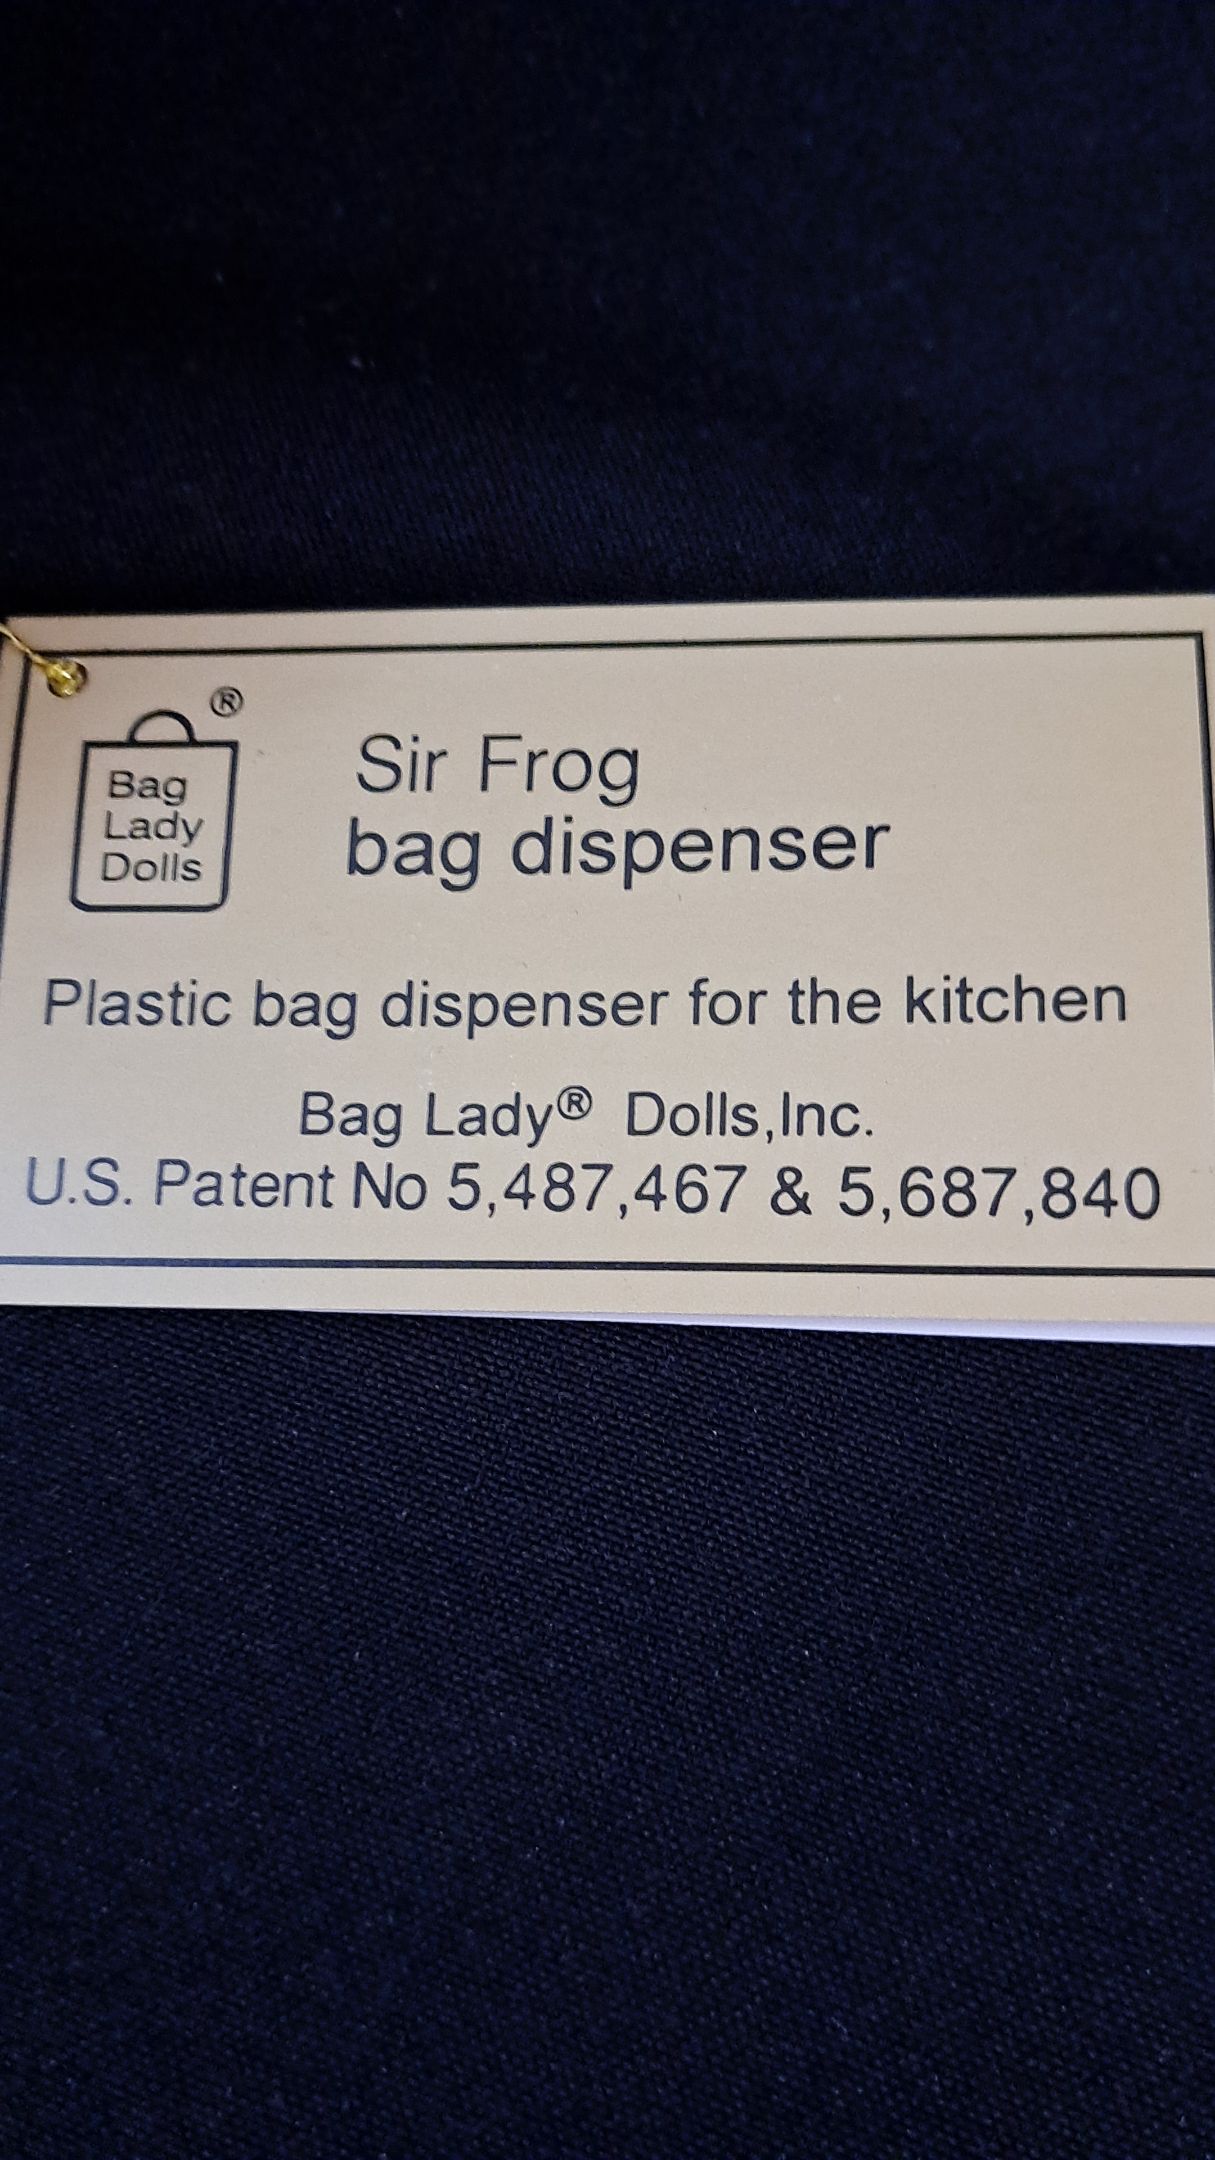 ®
Bag
Lady
Dolls
Sir Frog
bag dispenser
Plastic bag dispenser for the kitchen
Bag Lady® Dolls,Inc.
U.S. Patent No 5,487,467 & 5,687,840